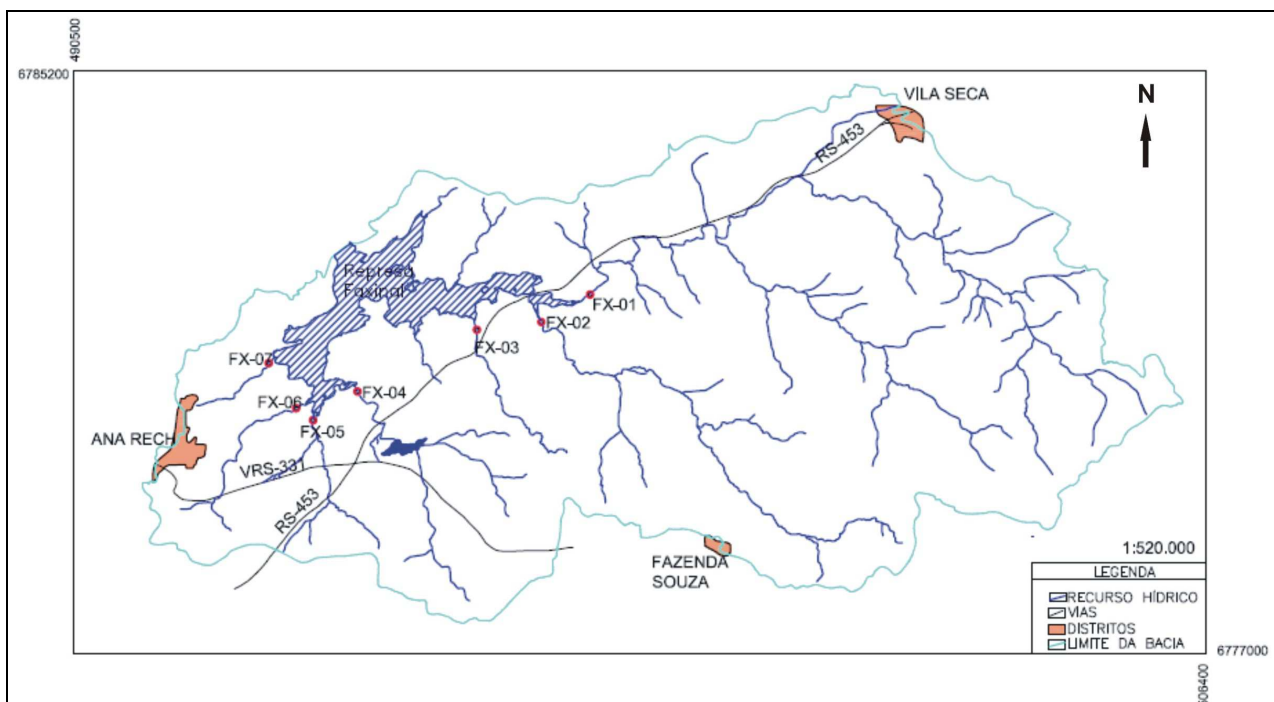 490500
6785200
VILA SECA
N
RS-453
Represa
Faxinal
FX-01
FX-02
FX-03
FX-07
FX-04
FX-06
FX-05
ANA RECH
VRS-331
RS-453
FAZENDA
SOUZA
1:520.000
LEGENDA
RECURSO HÍDRICO
VIAS
DISTRITOS
LIMITE DA BACIA
6777000
506400